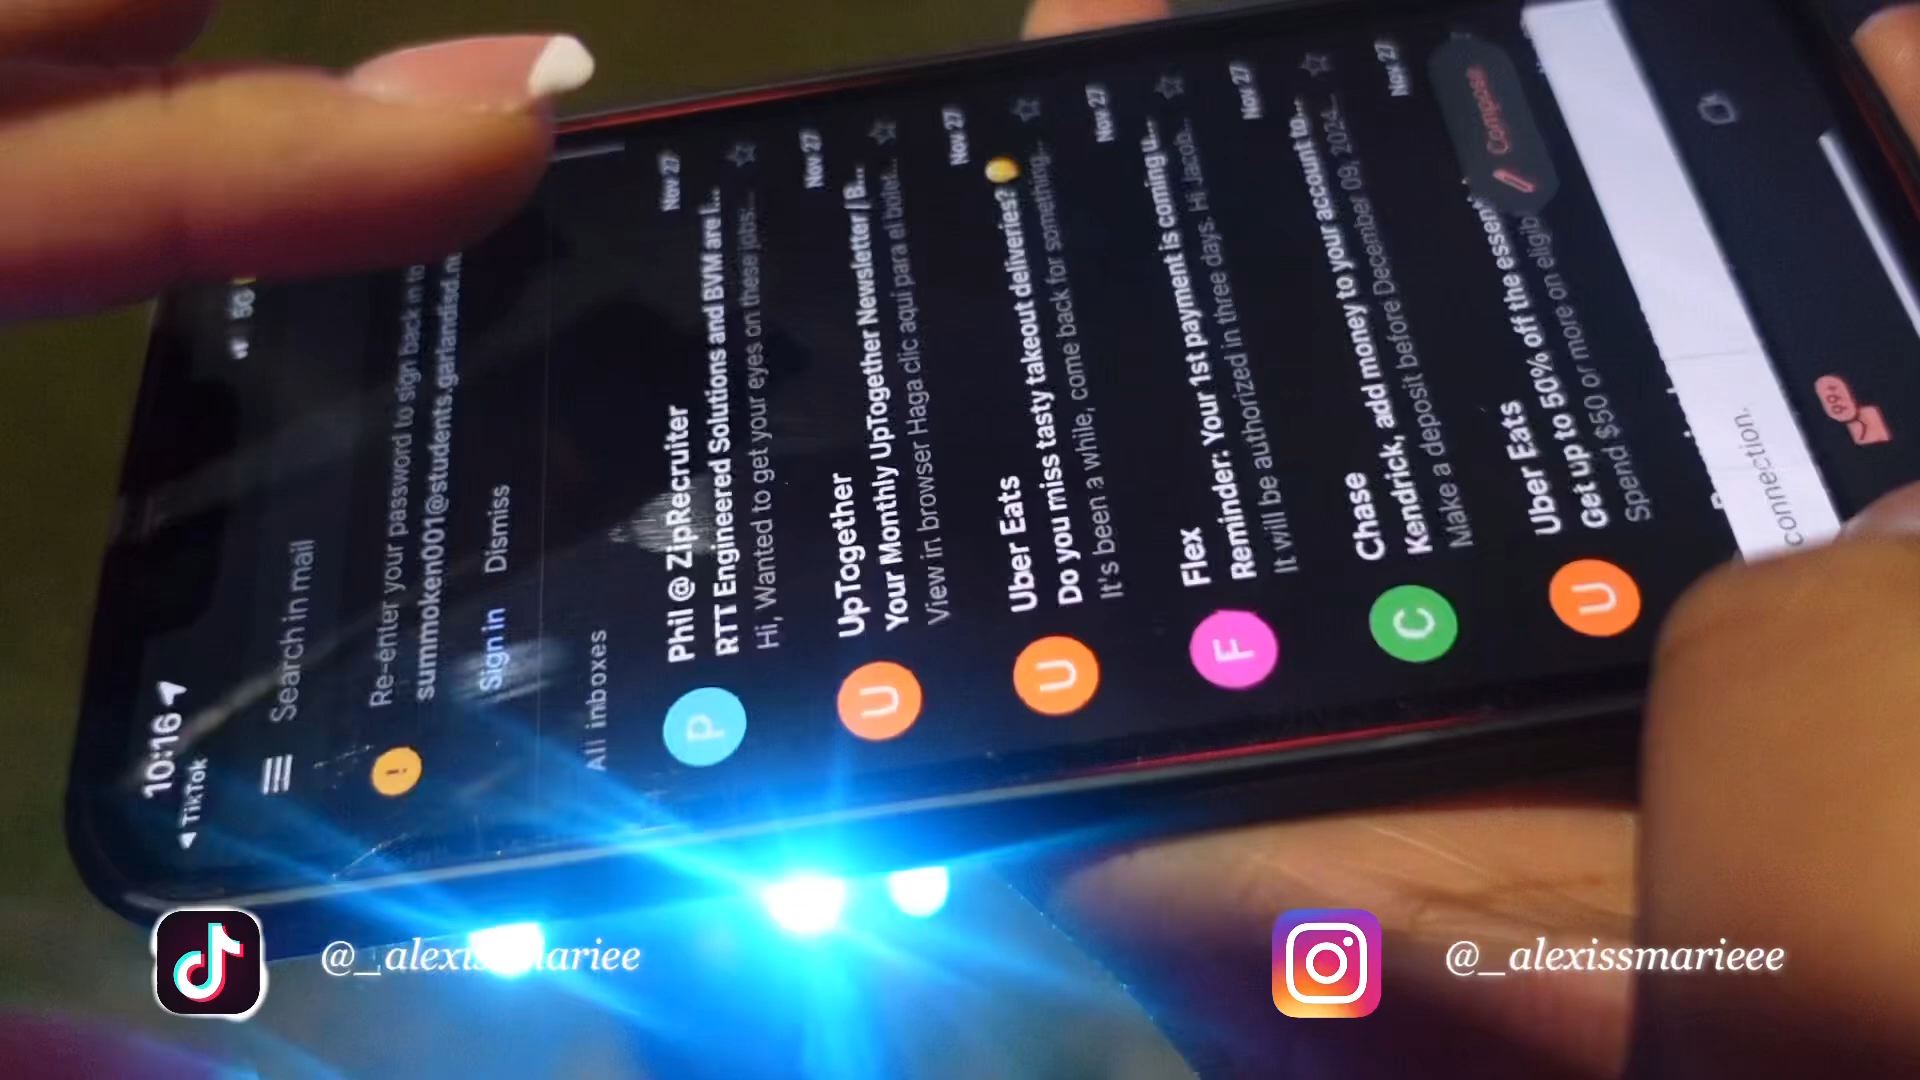 10:16
5G
TikTok
Search in mail
Re-enter your password to sign back in to
summoken001@students.garlandisd.n
Sign in Dismiss
All inboxes
P
Phil @ ZipRecruiter Nov 27
RTT Engineered Solutions and BVM are l...
Hi, Wanted to get your eyes on these jobs:...
U
UpTogether Nov 27
Your Monthly UpTogether Newsletter / B...
View in browser Haga clic aquí para el bolet...
U
Uber Eats Nov 27
Do you miss tasty takeout deliveries?
It's been a while, come back for something...
F
Flex Nov 27
Reminder: Your 1st payment is coming u...
It will be authorized in three days. Hi Jacob...
C
Chase Nov 27
Kendrick, add money to your account to...
Make a deposit before December 09, 2024...
U
Uber Eats Nov 27
Get up to 50% off the essenti
Spend $50 or more on eligib
Compose
connection.
99+
@_alexissmarieee